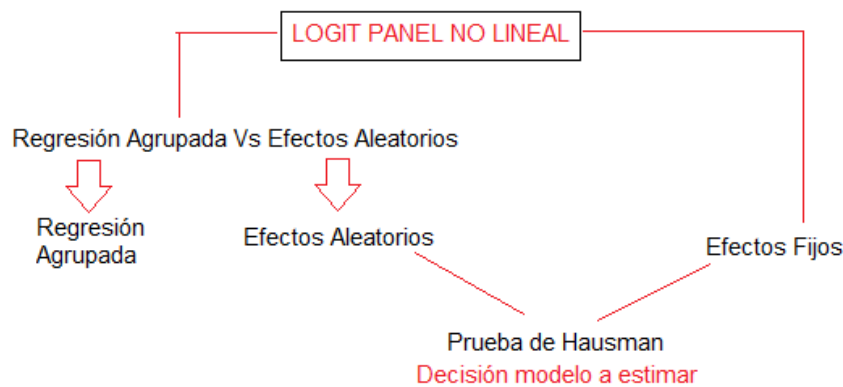 LOGIT PANEL NO LINEAL
Regresión Agrupada Vs Efectos Aleatorios
Regresión
Agrupada
Efectos Aleatorios
Efectos Fijos
Prueba de Hausman
Decisión modelo a estimar